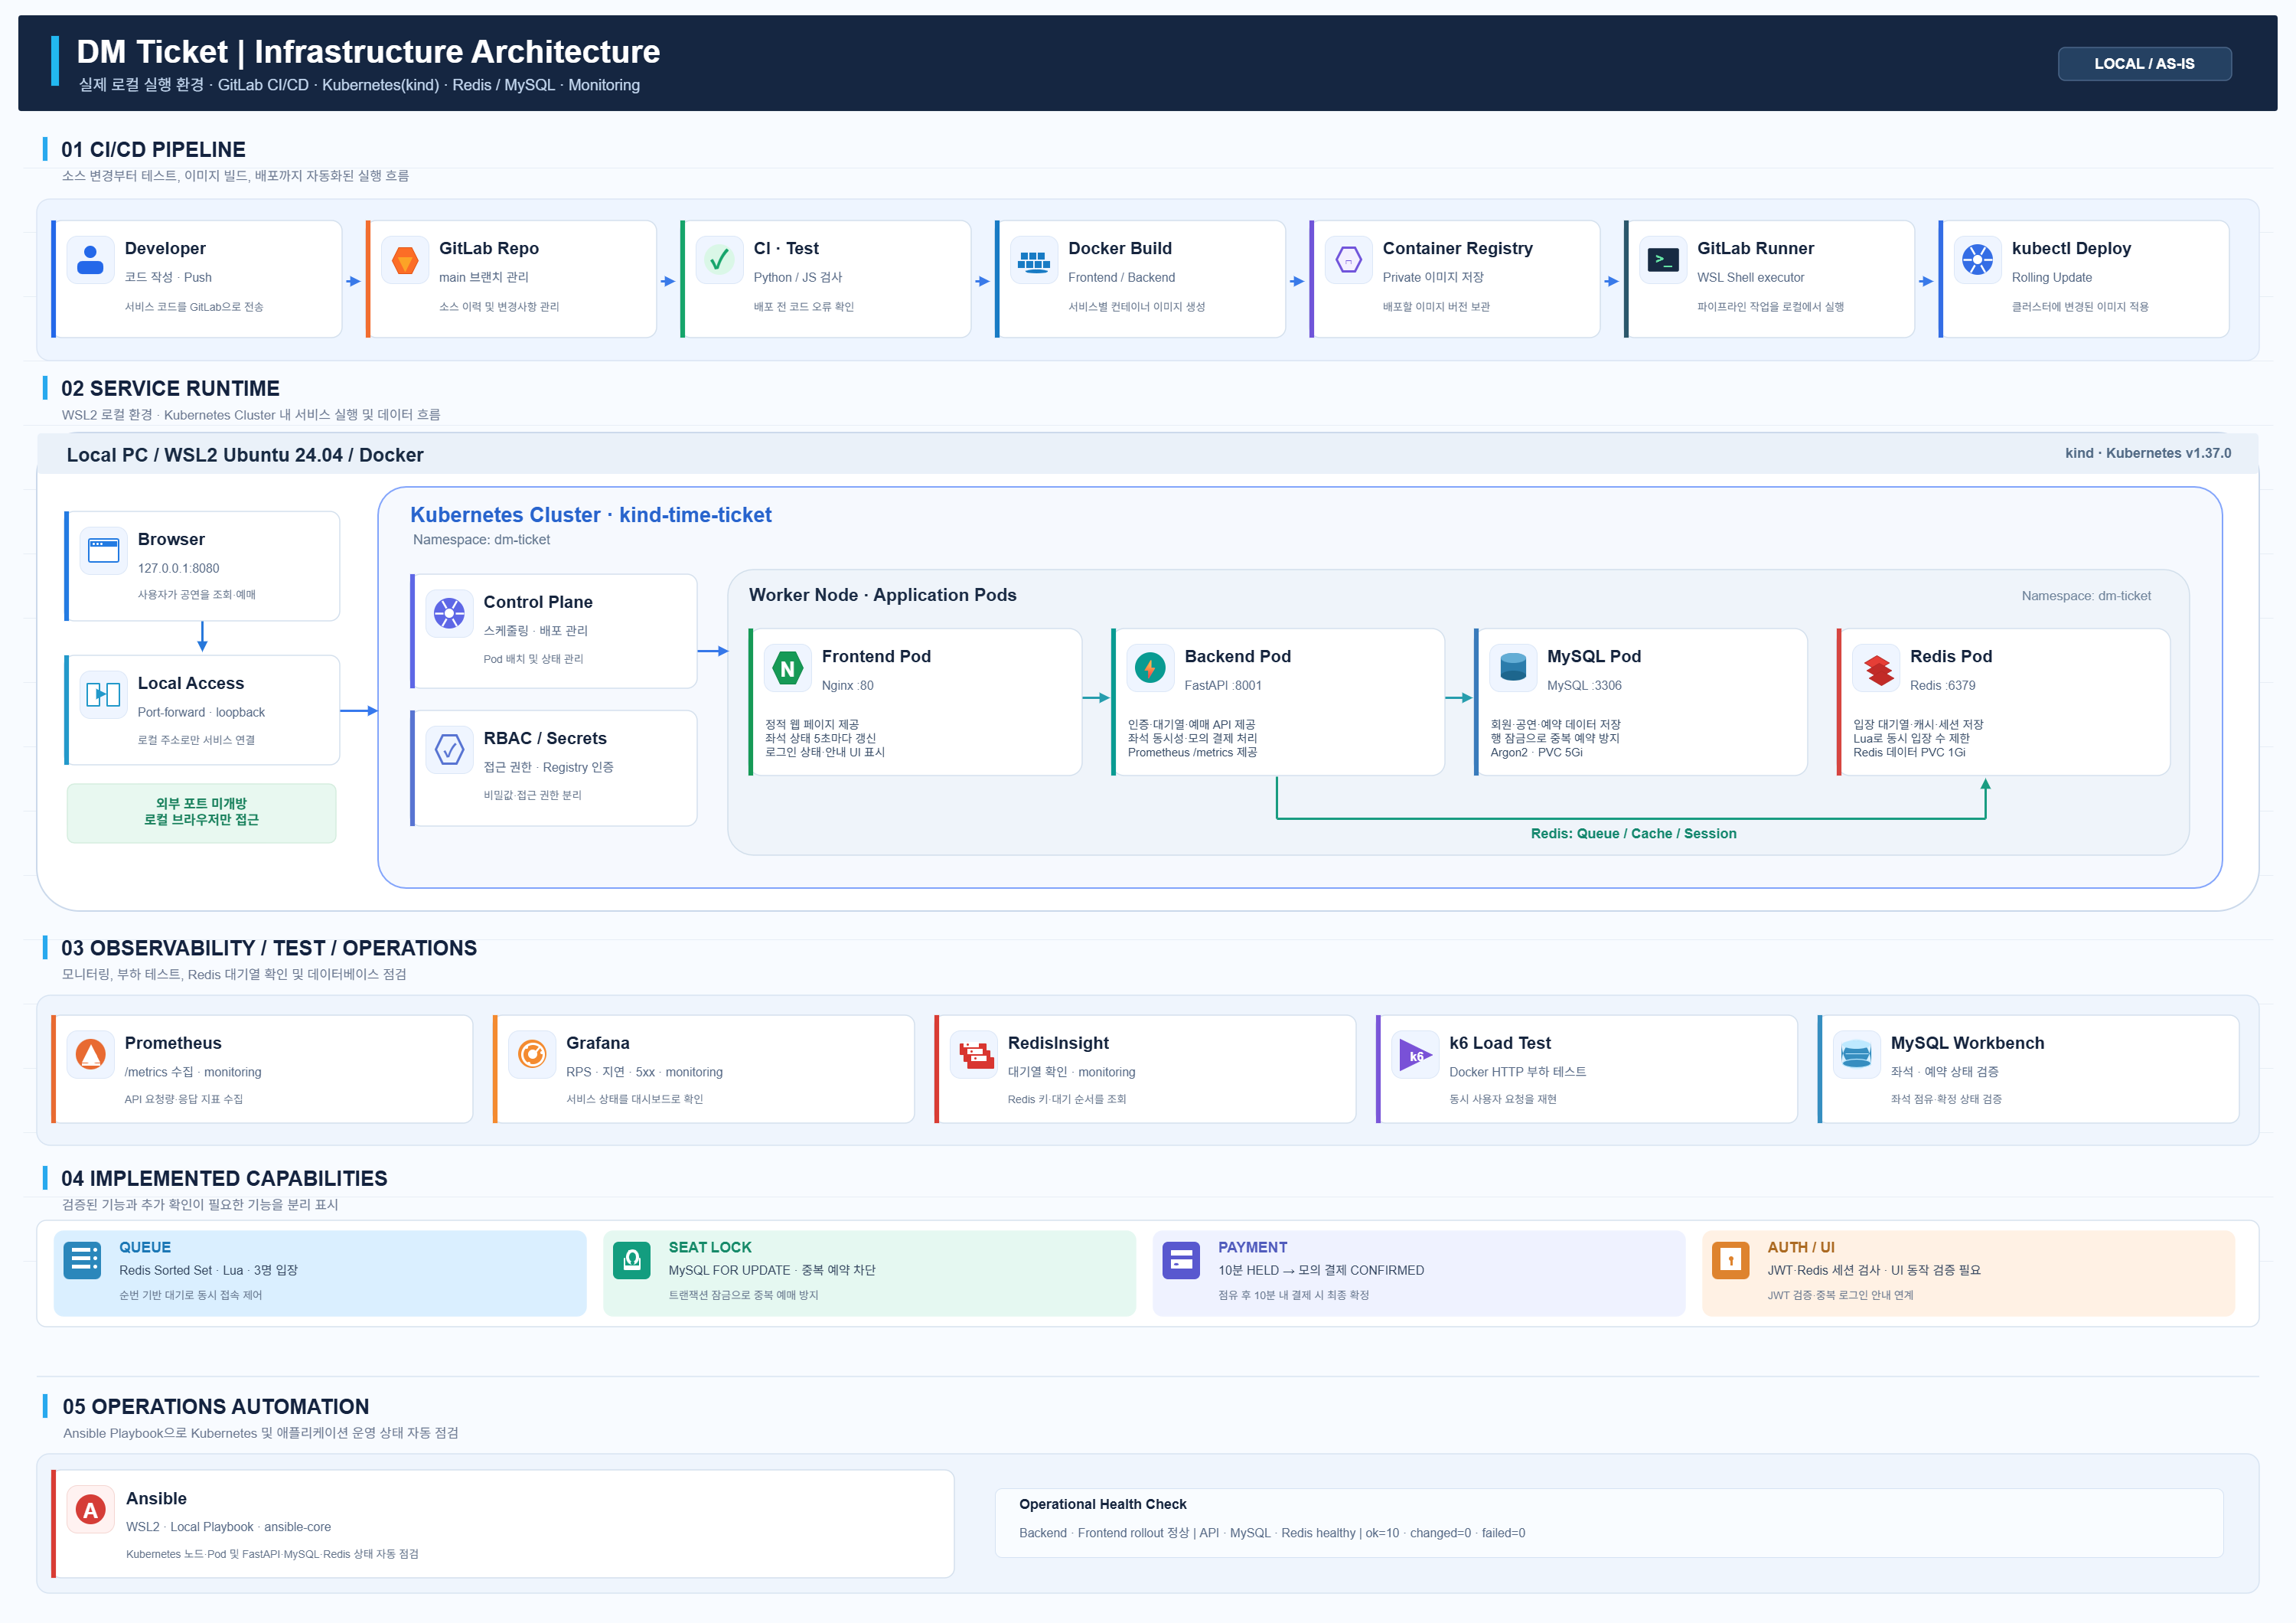 DM Ticket | Infrastructure Architecture
실제 로컬 실행 환경 · GitLab CI/CD · Kubernetes(kind) · Redis / MySQL · Monitoring
LOCAL / AS-IS
01 CI/CD PIPELINE
소스 변경부터 테스트, 이미지 빌드, 배포까지 자동화된 실행 흐름
Developer
코드 작성 · Push
서비스 코드를 GitLab으로 전송
GitLab Repo
main 브랜치 관리
소스 이력 및 변경사항 관리
CI · Test
Python / JS 검사
배포 전 코드 오류 확인
Docker Build
Frontend / Backend
서비스별 컨테이너 이미지 생성
Container Registry
Private 이미지 저장
배포할 이미지 버전 보관
>_
GitLab Runner
WSL Shell executor
파이프라인 작업을 로컬에서 실행
kubectl Deploy
Rolling Update
클러스터에 변경된 이미지 적용
02 SERVICE RUNTIME
WSL2 로컬 환경 · Kubernetes Cluster 내 서비스 실행 및 데이터 흐름
Local PC / WSL2 Ubuntu 24.04 / Docker
kind · Kubernetes v1.37.0
Browser
127.0.0.1:8080
사용자가 공연을 조회·예매
Local Access
Port-forward · loopback
로컬 주소로만 서비스 연결
외부 포트 미개방
로컬 브라우저만 접근
Kubernetes Cluster · kind-time-ticket
Namespace: dm-ticket
Control Plane
스케줄링 · 배포 관리
Pod 배치 및 상태 관리
RBAC / Secrets
접근 권한 · Registry 인증
비밀값·접근 권한 분리
Worker Node · Application Pods
Namespace: dm-ticket
N
Frontend Pod
Nginx :80
정적 웹 페이지 제공
좌석 상태 5초마다 갱신
로그인 상태·안내 UI 표시
Backend Pod
FastAPI :8001
인증·대기열·예매 API 제공
좌석 동시성·모의 결제 처리
Prometheus /metrics 제공
MySQL Pod
MySQL :3306
회원·공연·예약 데이터 저장
행 잠금으로 중복 예약 방지
Argon2 · PVC 5Gi
Redis Pod
Redis :6379
입장 대기열·캐시·세션 저장
Lua로 동시 입장 수 제한
Redis 데이터 PVC 1Gi
Redis: Queue / Cache / Session
03 OBSERVABILITY / TEST / OPERATIONS
모니터링, 부하 테스트, Redis 대기열 확인 및 데이터베이스 점검
Prometheus
/metrics 수집 · monitoring
API 요청량·응답 지표 수집
Grafana
RPS · 지연 · 5xx · monitoring
서비스 상태를 대시보드로 확인
RedisInsight
대기열 확인 · monitoring
Redis 키·대기 순서를 조회
k6
k6 Load Test
Docker HTTP 부하 테스트
동시 사용자 요청을 재현
MySQL Workbench
좌석 · 예약 상태 검증
좌석 점유·확정 상태 검증
04 IMPLEMENTED CAPABILITIES
검증된 기능과 추가 확인이 필요한 기능을 분리 표시
QUEUE
Redis Sorted Set · Lua · 3명 입장
순번 기반 대기로 동시 접속 제어
SEAT LOCK
MySQL FOR UPDATE · 중복 예약 차단
트랜잭션 잠금으로 중복 예매 방지
PAYMENT
10분 HELD → 모의 결제 CONFIRMED
점유 후 10분 내 결제 시 최종 확정
AUTH / UI
JWT·Redis 세션 검사 · UI 동작 검증 필요
JWT 검증·중복 로그인 안내 연계
05 OPERATIONS AUTOMATION
Ansible Playbook으로 Kubernetes 및 애플리케이션 운영 상태 자동 점검
A
Ansible
WSL2 · Local Playbook · ansible-core
Kubernetes 노드·Pod 및 FastAPI·MySQL·Redis 상태 자동 점검
Operational Health Check
Backend · Frontend rollout 정상 | API · MySQL · Redis healthy | ok=10 · changed=0 · failed=0